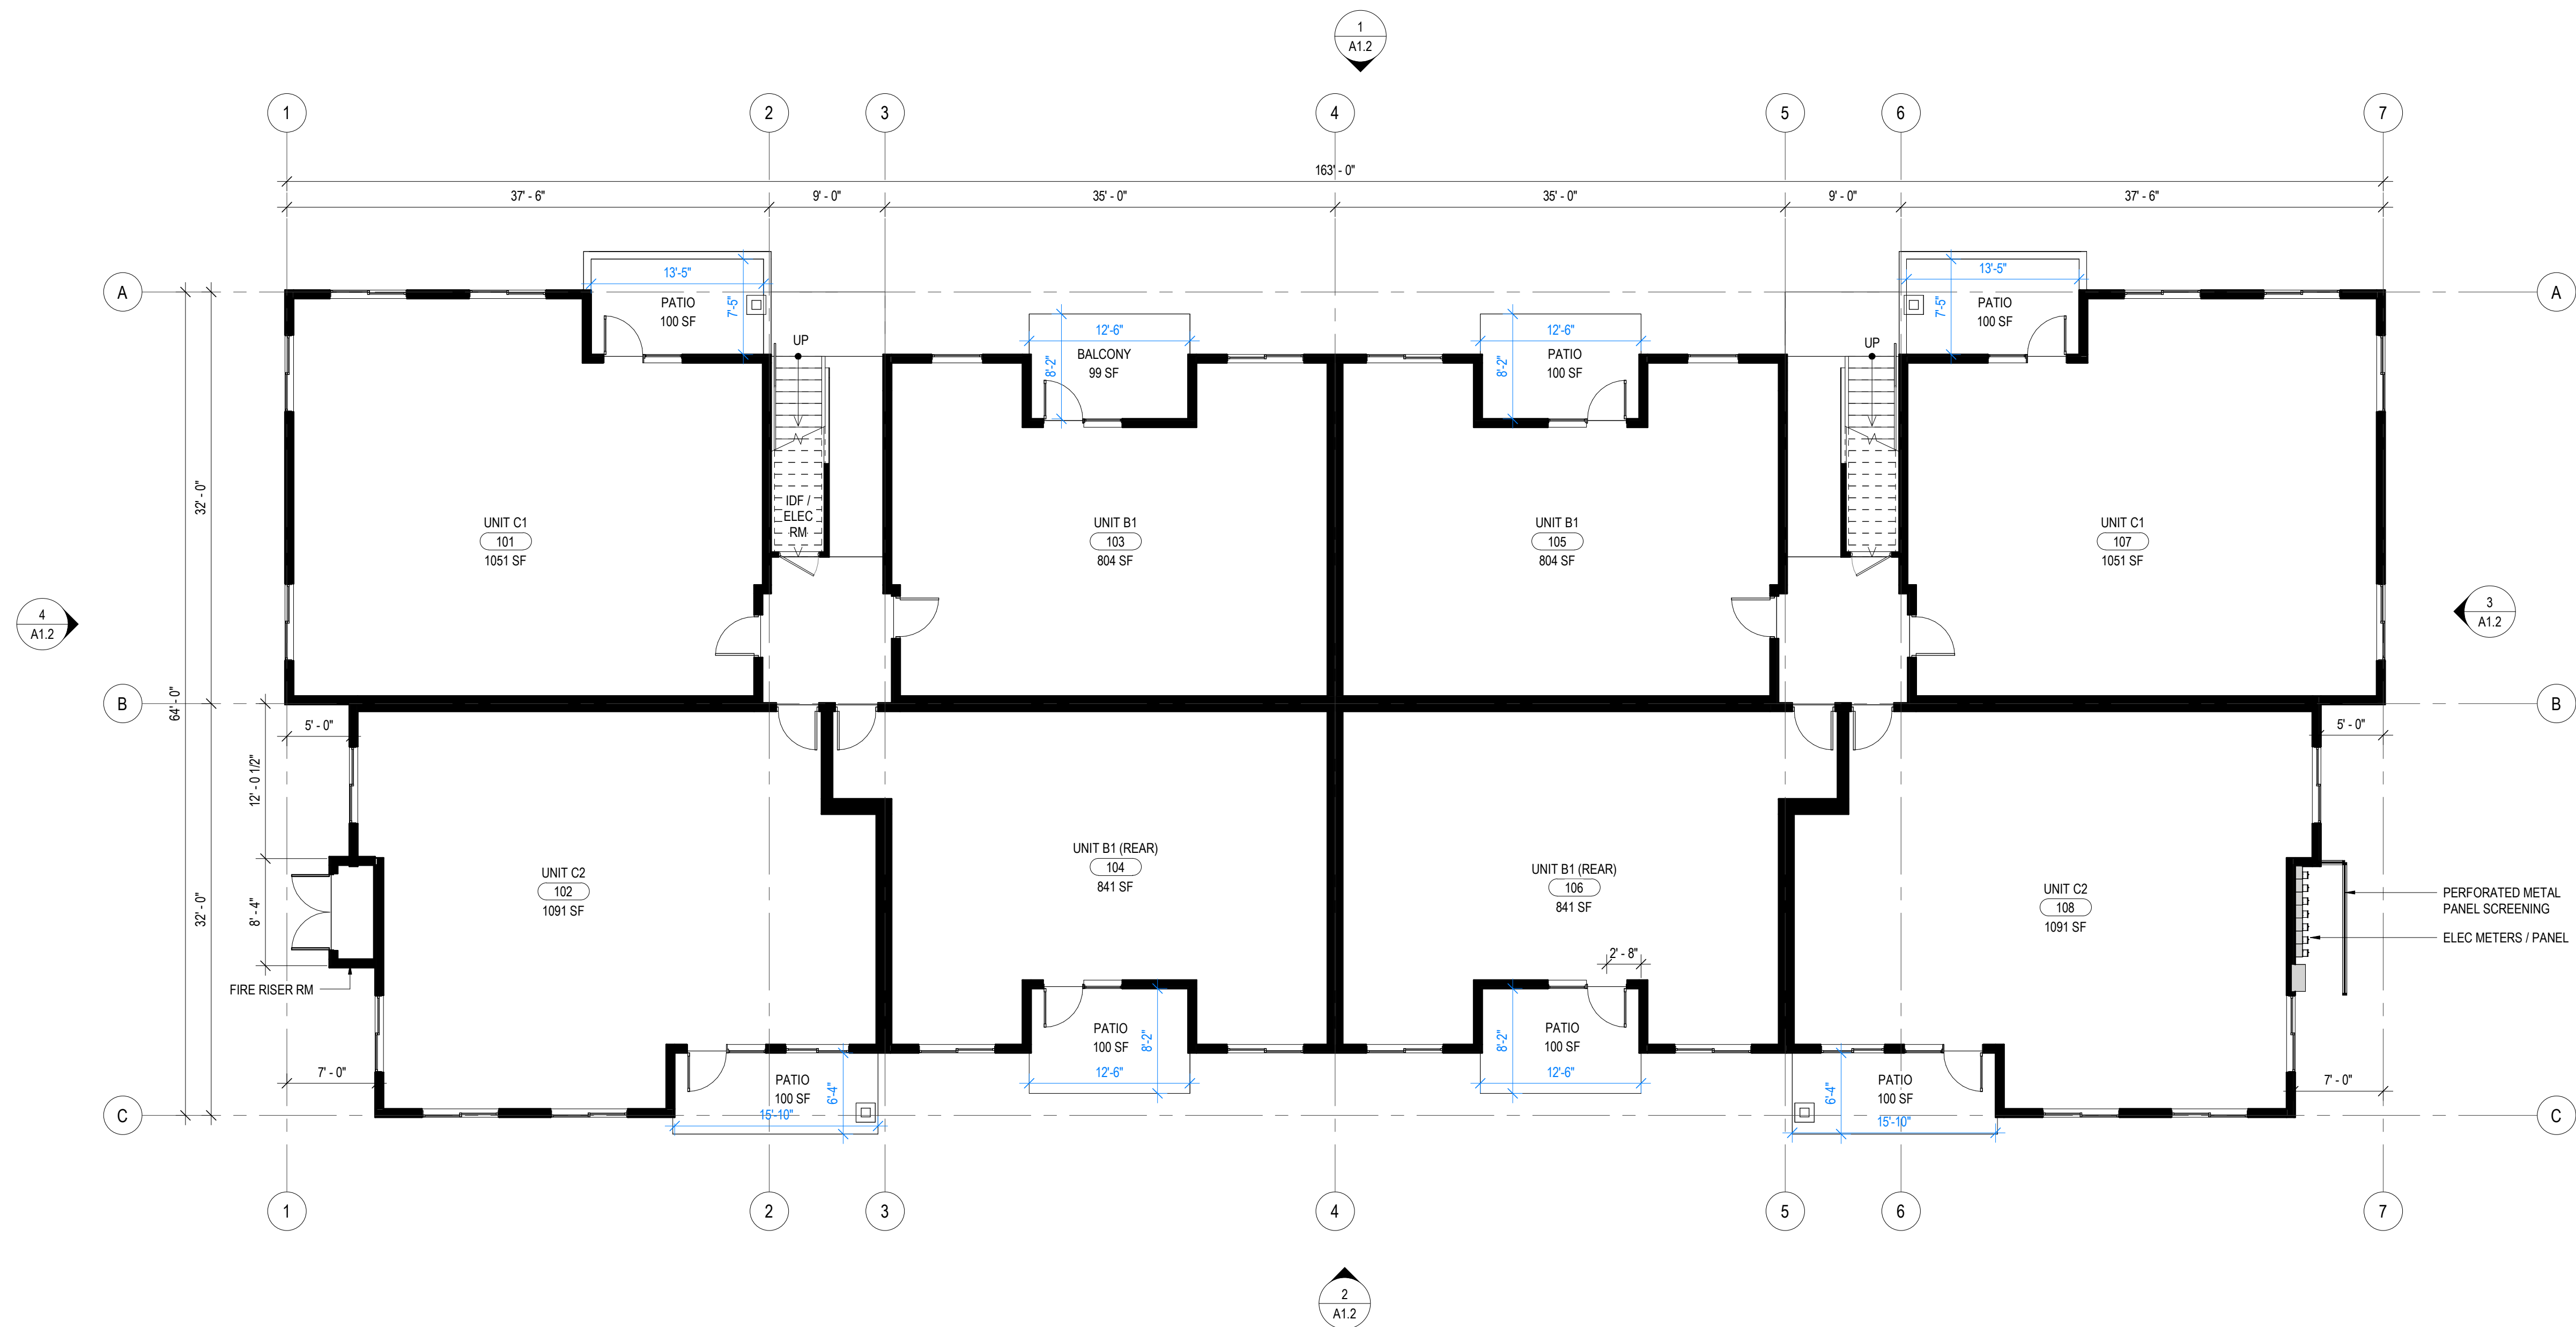 1
A1.2
1
2
3
4
5
6
7
163' - 0"
37' - 6"
9' - 0"
35' - 0"
35' - 0"
9' - 0"
37' - 6"
A
A
13'-5"
7'-5"
PATIO
100 SF
UP
12'-6"
8'-2"
BALCONY
99 SF
12'-6"
8'-2"
PATIO
100 SF
UP
13'-5"
7'-5"
PATIO
100 SF
32' - 0"
IDF /
ELEC
RM
UNIT C1
101
1051 SF
UNIT B1
103
804 SF
UNIT B1
105
804 SF
UNIT C1
107
1051 SF
4
A1.2
3
A1.2
64' - 0"
B
B
5' - 0"
5' - 0"
12' - 0 1/2"
8' - 4"
32' - 0"
UNIT C2
102
1091 SF
UNIT B1 (REAR)
104
841 SF
UNIT B1 (REAR)
106
841 SF
UNIT C2
108
1091 SF
PERFORATED METAL
PANEL SCREENING
ELEC METERS / PANEL
FIRE RISER RM
2' - 8"
7' - 0"
PATIO
100 SF
15'-10"
6'-4"
PATIO
100 SF
8'-2"
12'-6"
8'-2"
PATIO
100 SF
12'-6"
6'-4"
PATIO
100 SF
15'-10"
7' - 0"
C
C
1
2
3
4
5
6
7
2
A1.2